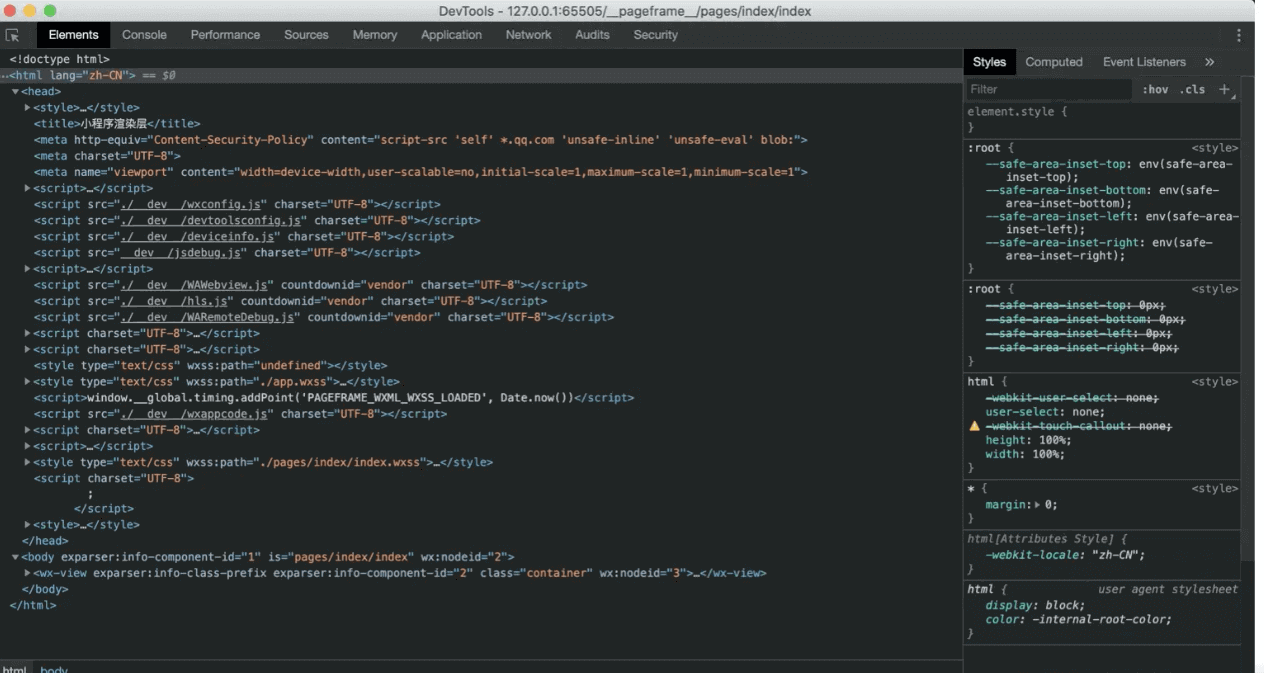 DevTools - 127.0.0.1:65505/__pageframe__/pages/index/index
Elements Console Performance Sources Memory Application Network Audits Security
<!doctype html>
<html lang="zh-CN"> == $0
<head>
<style>…</style>
<title>小程序渲染层</title>
<meta http-equiv="Content-Security-Policy" content="script-src 'self' *.qq.com 'unsafe-inline' 'unsafe-eval' blob:">
<meta charset="UTF-8">
<meta name="viewport" content="width=device-width,user-scalable=no,initial-scale=1,maximum-scale=1,minimum-scale=1">
<script>…</script>
<script src="./__dev__/wxconfig.js" charset="UTF-8"></script>
<script src="./__dev__/devtoolsconfig.js" charset="UTF-8"></script>
<script src="./__dev__/deviceinfo.js" charset="UTF-8"></script>
<script src="__dev__/jsdebug.js" charset="UTF-8"></script>
<script>…</script>
<script src="./__dev__/WAWebview.js" countdownid="vendor" charset="UTF-8"></script>
<script src="./__dev__/hls.js" countdownid="vendor" charset="UTF-8"></script>
<script src="./__dev__/WARemoteDebug.js" countdownid="vendor" charset="UTF-8"></script>
<script charset="UTF-8">…</script>
<script charset="UTF-8">…</script>
<style type="text/css" wxss:path="undefined"></style>
<style type="text/css" wxss:path="./app.wxss">…</style>
<script>window.__global.timing.addPoint('PAGEFRAME_WXML_WXSS_LOADED', Date.now())</script>
<script src="./__dev__/wxappcode.js" charset="UTF-8"></script>
<script charset="UTF-8">…</script>
<script>…</script>
<style type="text/css" wxss:path="./pages/index/index.wxss">…</style>
<script charset="UTF-8">
;
</script>
<style>…</style>
</head>
<body exparser:info-component-id="1" is="pages/index/index" wx:nodeid="2">
<wx-view exparser:info-class-prefix exparser:info-component-id="2" class="container" wx:nodeid="3">…</wx-view>
</body>
</html>
html body
Styles Computed Event Listeners »
Filter :hov .cls +
element.style {
}
:root { <style>
--safe-area-inset-top: env(safe-area-
inset-top);
--safe-area-inset-bottom: env(safe-
area-inset-bottom);
--safe-area-inset-left: env(safe-area-
inset-left);
--safe-area-inset-right: env(safe-
area-inset-right);
}
:root { <style>
--safe-area-inset-top: 0px;
--safe-area-inset-bottom: 0px;
--safe-area-inset-left: 0px;
--safe-area-inset-right: 0px;
}
html { <style>
-webkit-user-select: none;
user-select: none;
-webkit-touch-callout: none;
height: 100%;
width: 100%;
}
* { <style>
margin: 0;
}
html[Attributes Style] {
-webkit-locale: "zh-CN";
}
html { user agent stylesheet
display: block;
color: -internal-root-color;
}